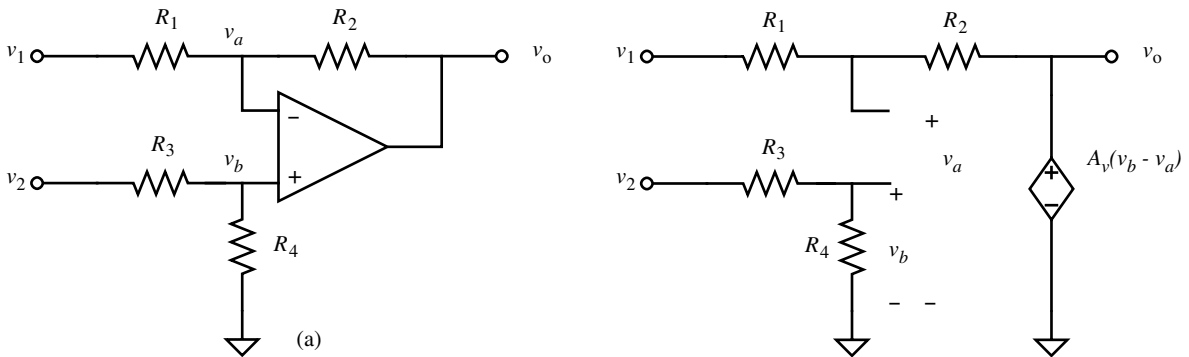 R1
va
R2
v1
vo
−
R3
vb
v2
+
R4
(a)
R1
R2
v1
vo
+
R3
va
Av(vb - va)
v2
+
+
−
R4
vb
− −